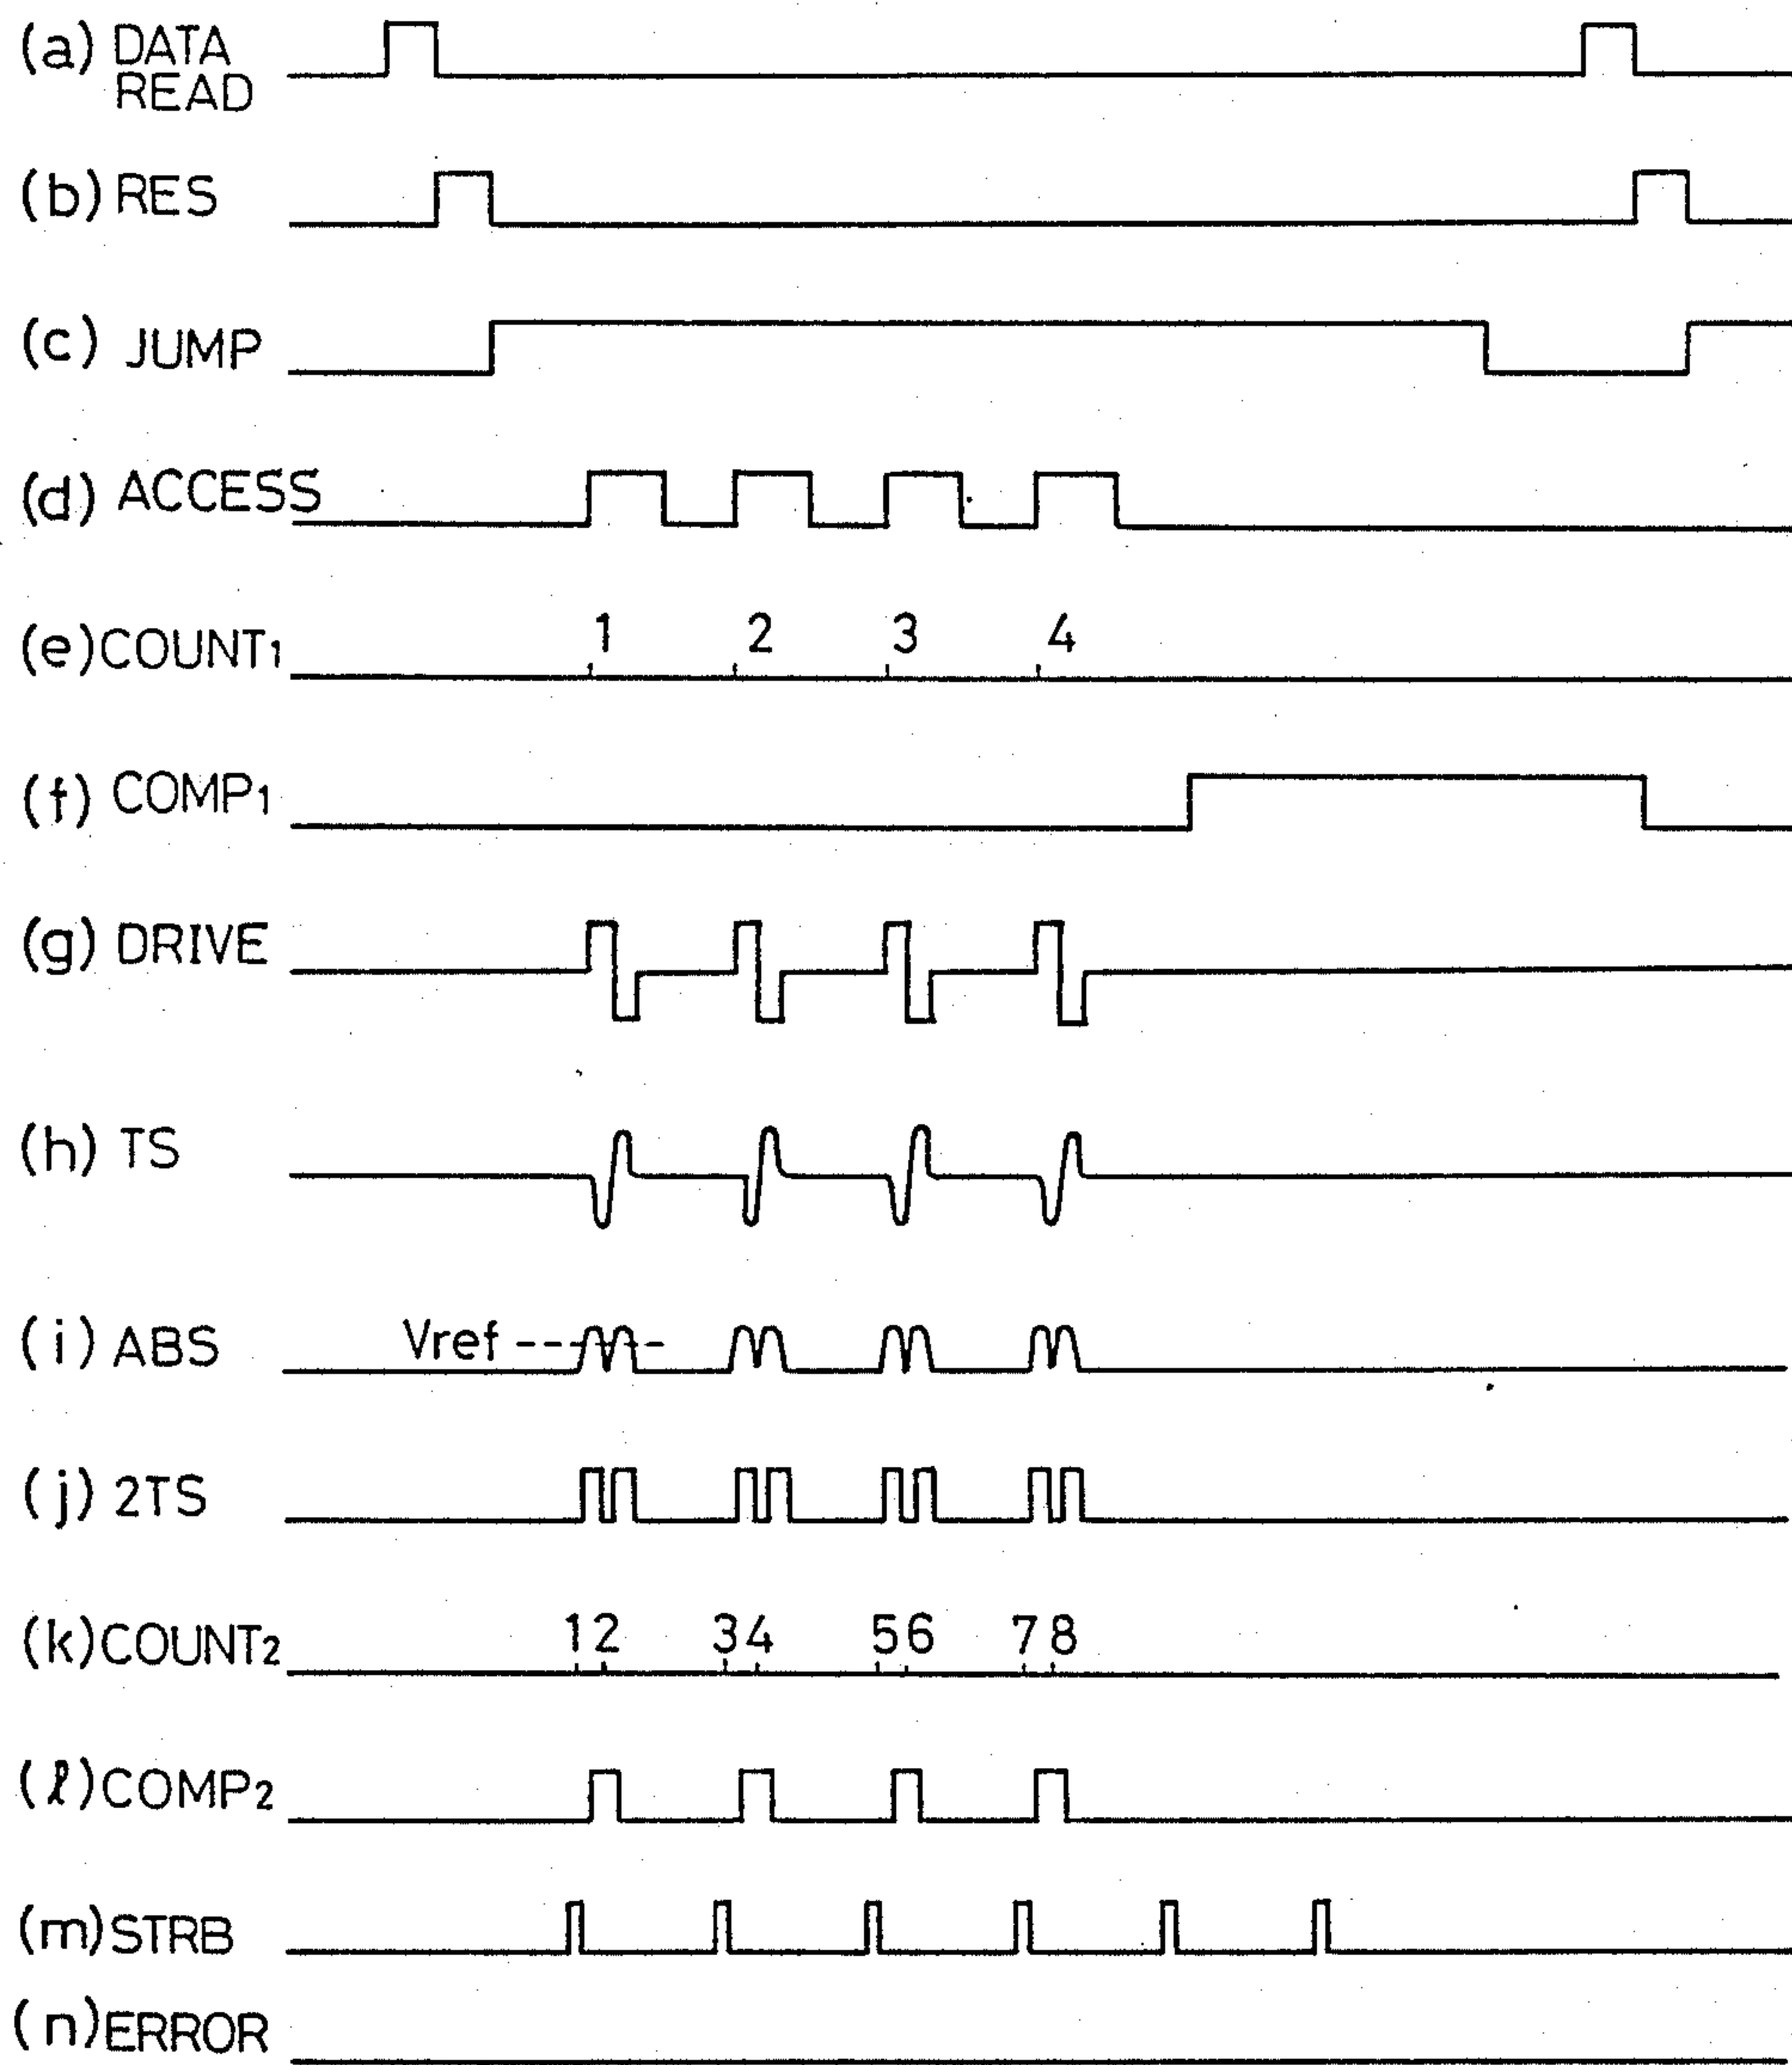 (a) DATA
READ
(b) RES
(c) JUMP
(d) ACCESS
(e) COUNT1 1 2 3 4
(f) COMP1
(g) DRIVE
(h) TS
(i) ABS Vref
(j) 2TS
(k) COUNT2 12 34 56 78
(ℓ) COMP2
(m) STRB
(n) ERROR